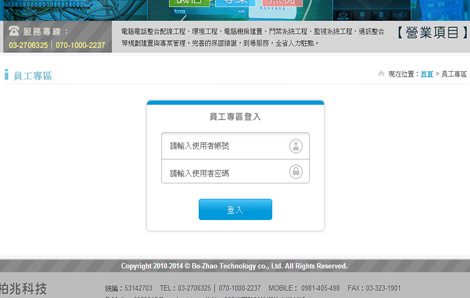 服務專線：
03-2706325│070-1000-2237
電腦電話整合配線工程，環境工程，電腦機房建置，門禁系統工程，監視系統工程，通訊整合
等規劃建置與專案管理，完善的保固維護，到場服務，全省人力駐點。
【營業項目】
員工專區
現在位置：首頁 > 員工專區
員工專區登入
請輸入使用者帳號
請輸入使用者密碼
登入
Copyright 2010-2014 © Bo-Zhao Technology co., Ltd. All Rights Reserved.
柏兆科技
統編：53142703 TEL：03-2706325│070-1000-2237 MOBILE： 0981-405-498 FAX：03-323-1901